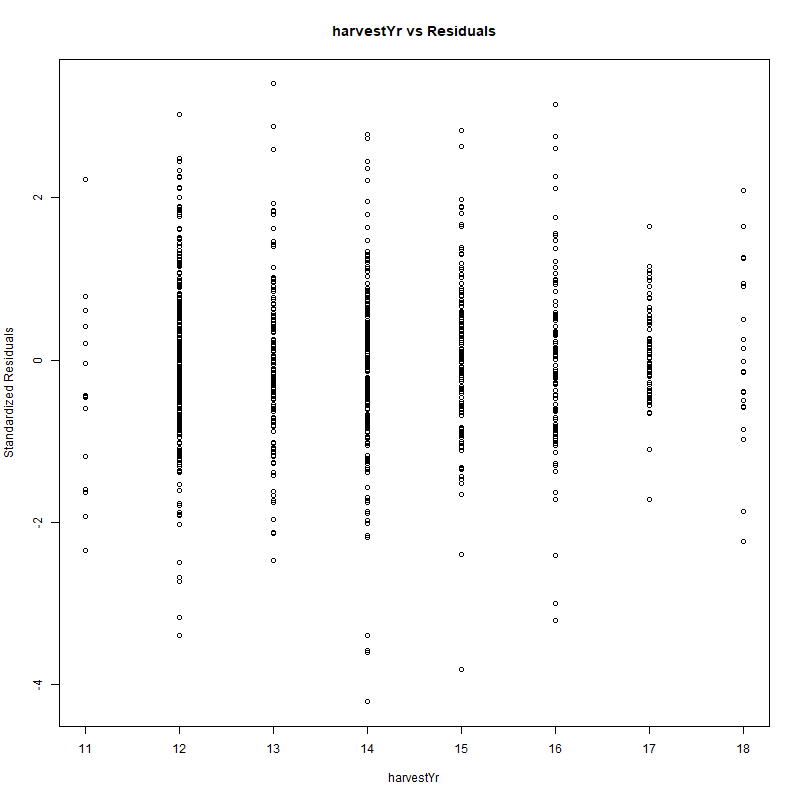 harvestYr vs Residuals
Standardized Residuals
2
0
-2
-4
11 12 13 14 15 16 17 18
harvestYr